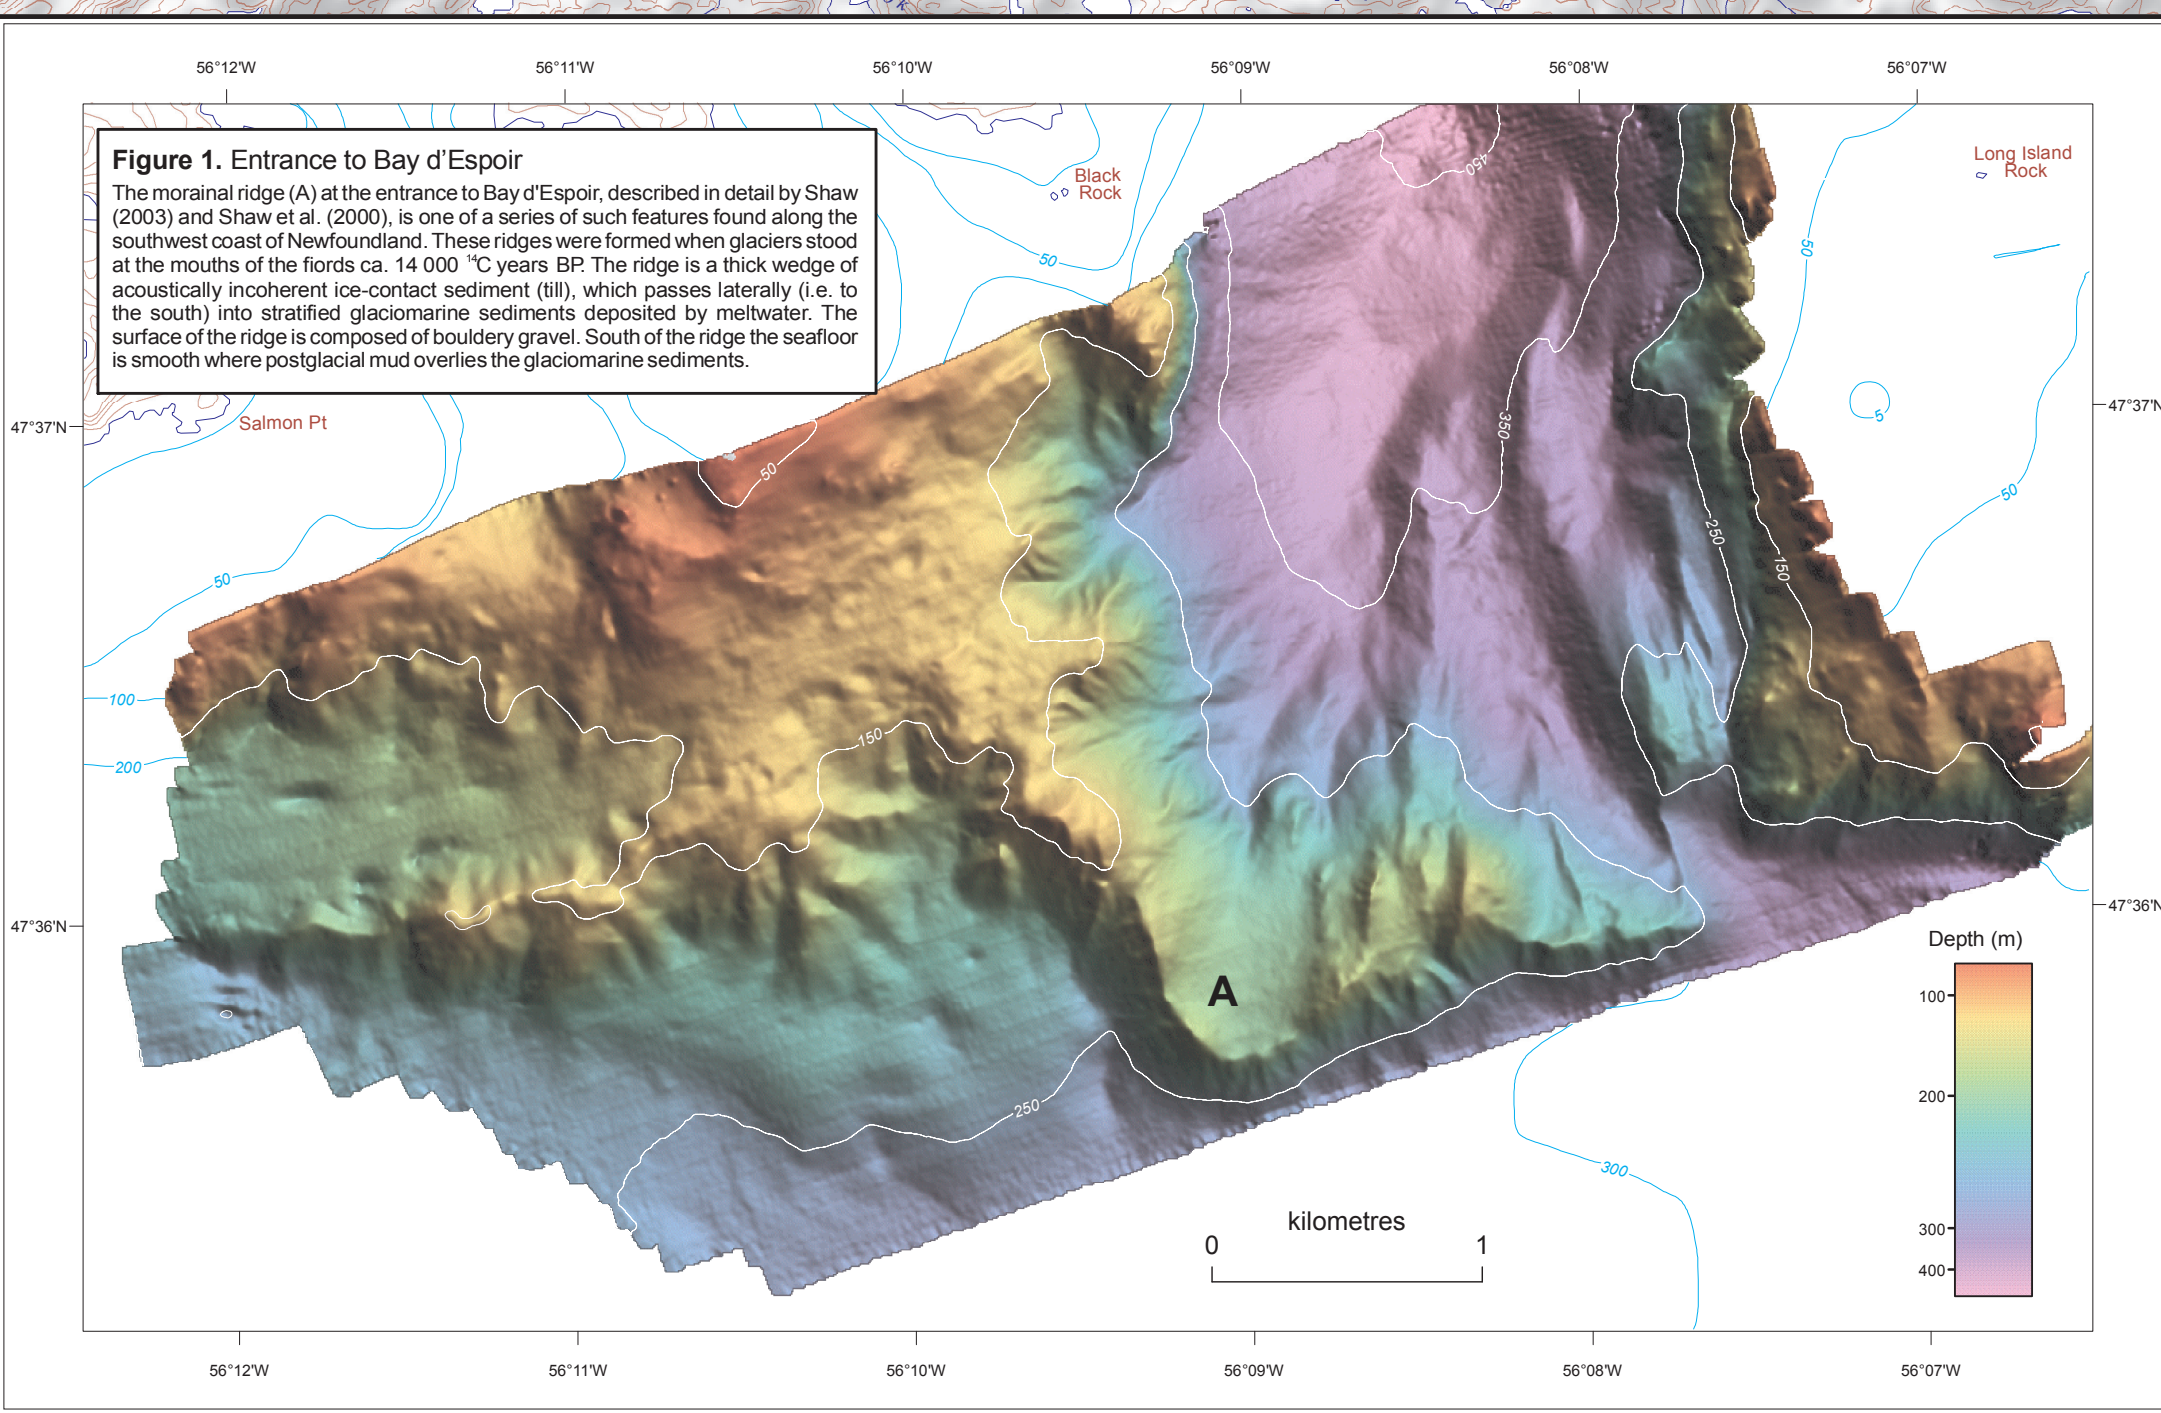 56°12'W
56°11'W
56°10'W
56°09'W
56°08'W
56°07'W
Figure 1. Entrance to Bay d'Espoir
The morainal ridge (A) at the entrance to Bay d'Espoir, described in detail by Shaw
(2003) and Shaw et al. (2000), is one of a series of such features found along the
southwest coast of Newfoundland. These ridges were formed when glaciers stood
at the mouths of the fiords ca. 14 000 ¹⁴C years BP. The ridge is a thick wedge of
acoustically incoherent ice-contact sediment (till), which passes laterally (i.e. to
the south) into stratified glaciomarine sediments deposited by meltwater. The
surface of the ridge is composed of bouldery gravel. South of the ridge the seafloor
is smooth where postglacial mud overlies the glaciomarine sediments.
Black
Rock
Long Island
Rock
450
50
50
47°37'N
Salmon Pt
350
5
47°37'N
50
50
50
250
150
100
150
200
47°36'N
47°36'N
A
250
300
Depth (m)
100
200
300
400
kilometres
0
1
56°12'W
56°11'W
56°10'W
56°09'W
56°08'W
56°07'W